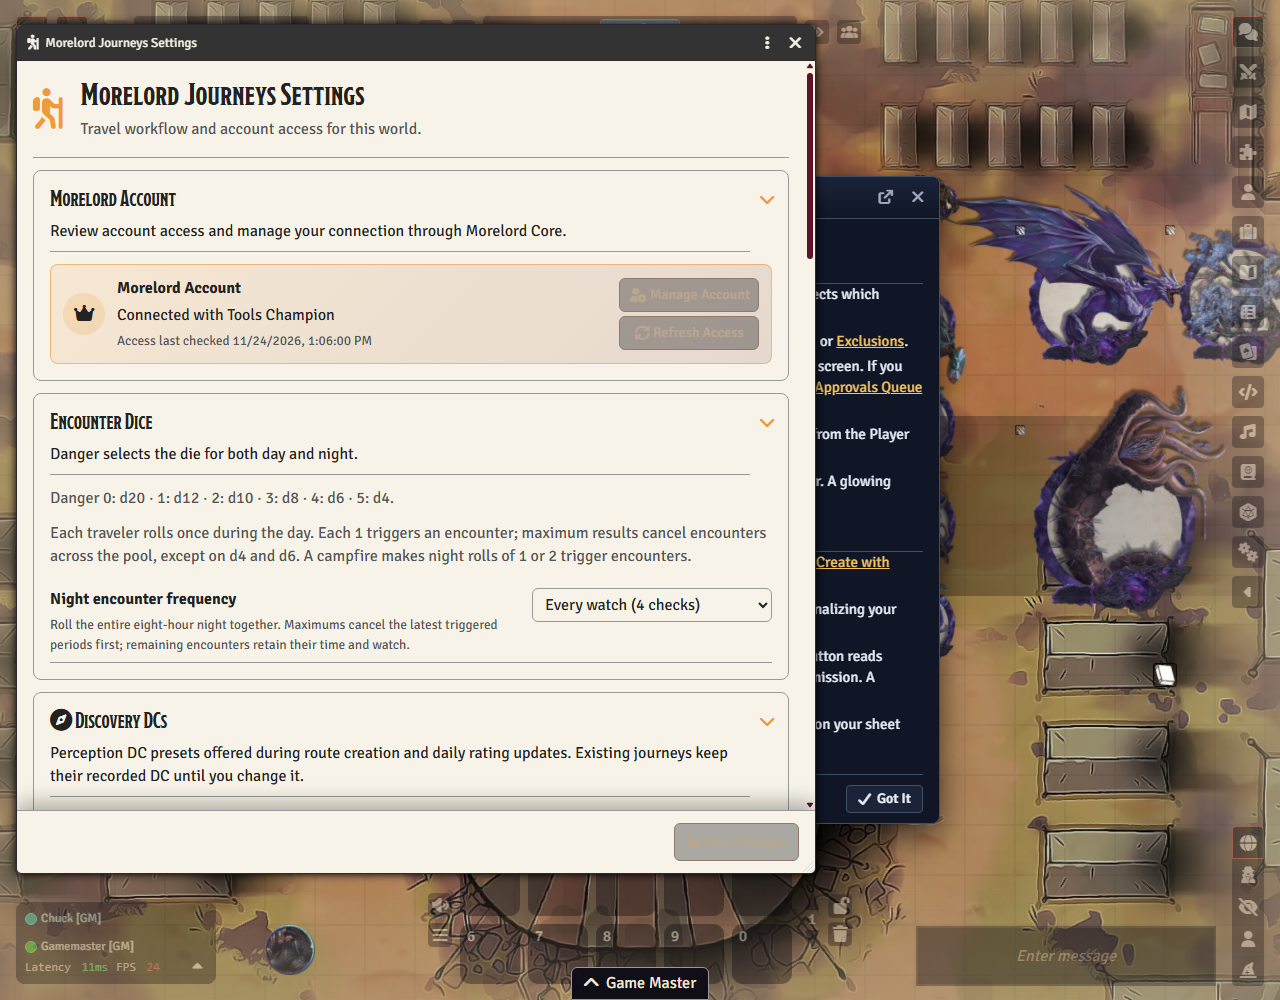 Morelord Journeys Settings
Morelord Journeys Settings
Travel workflow and account access for this world.
Morelord Account
Review account access and manage your connection through Morelord Core.
Morelord Account
Connected with Tools Champion
Access last checked 11/24/2026, 1:06:00 PM
Manage Account
Refresh Access
Encounter Dice
Danger selects the die for both day and night.
Danger 0: d20 · 1: d12 · 2: d10 · 3: d8 · 4: d6 · 5: d4.
Each traveler rolls once during the day. Each 1 triggers an encounter; maximum results cancel encounters
across the pool, except on d4 and d6. A campfire makes night rolls of 1 or 2 trigger encounters.
Night encounter frequency
Every watch (4 checks)
Roll the entire eight-hour night together. Maximums cancel the latest triggered
periods first; remaining encounters retain their time and watch.
Discovery DCs
Perception DC presets offered during route creation and daily rating updates. Existing journeys keep
their recorded DC until you change it.
ects which
or Exclusions.
screen. If you
Approvals Queue
from the Player
r. A glowing
Create with
nalizing your
tton reads
mission. A
on your sheet
Got It
Chuck [GM]
Gamemaster [GM]
Latency 11ms FPS 24
6 7 8 9 0
1
Game Master
Enter message